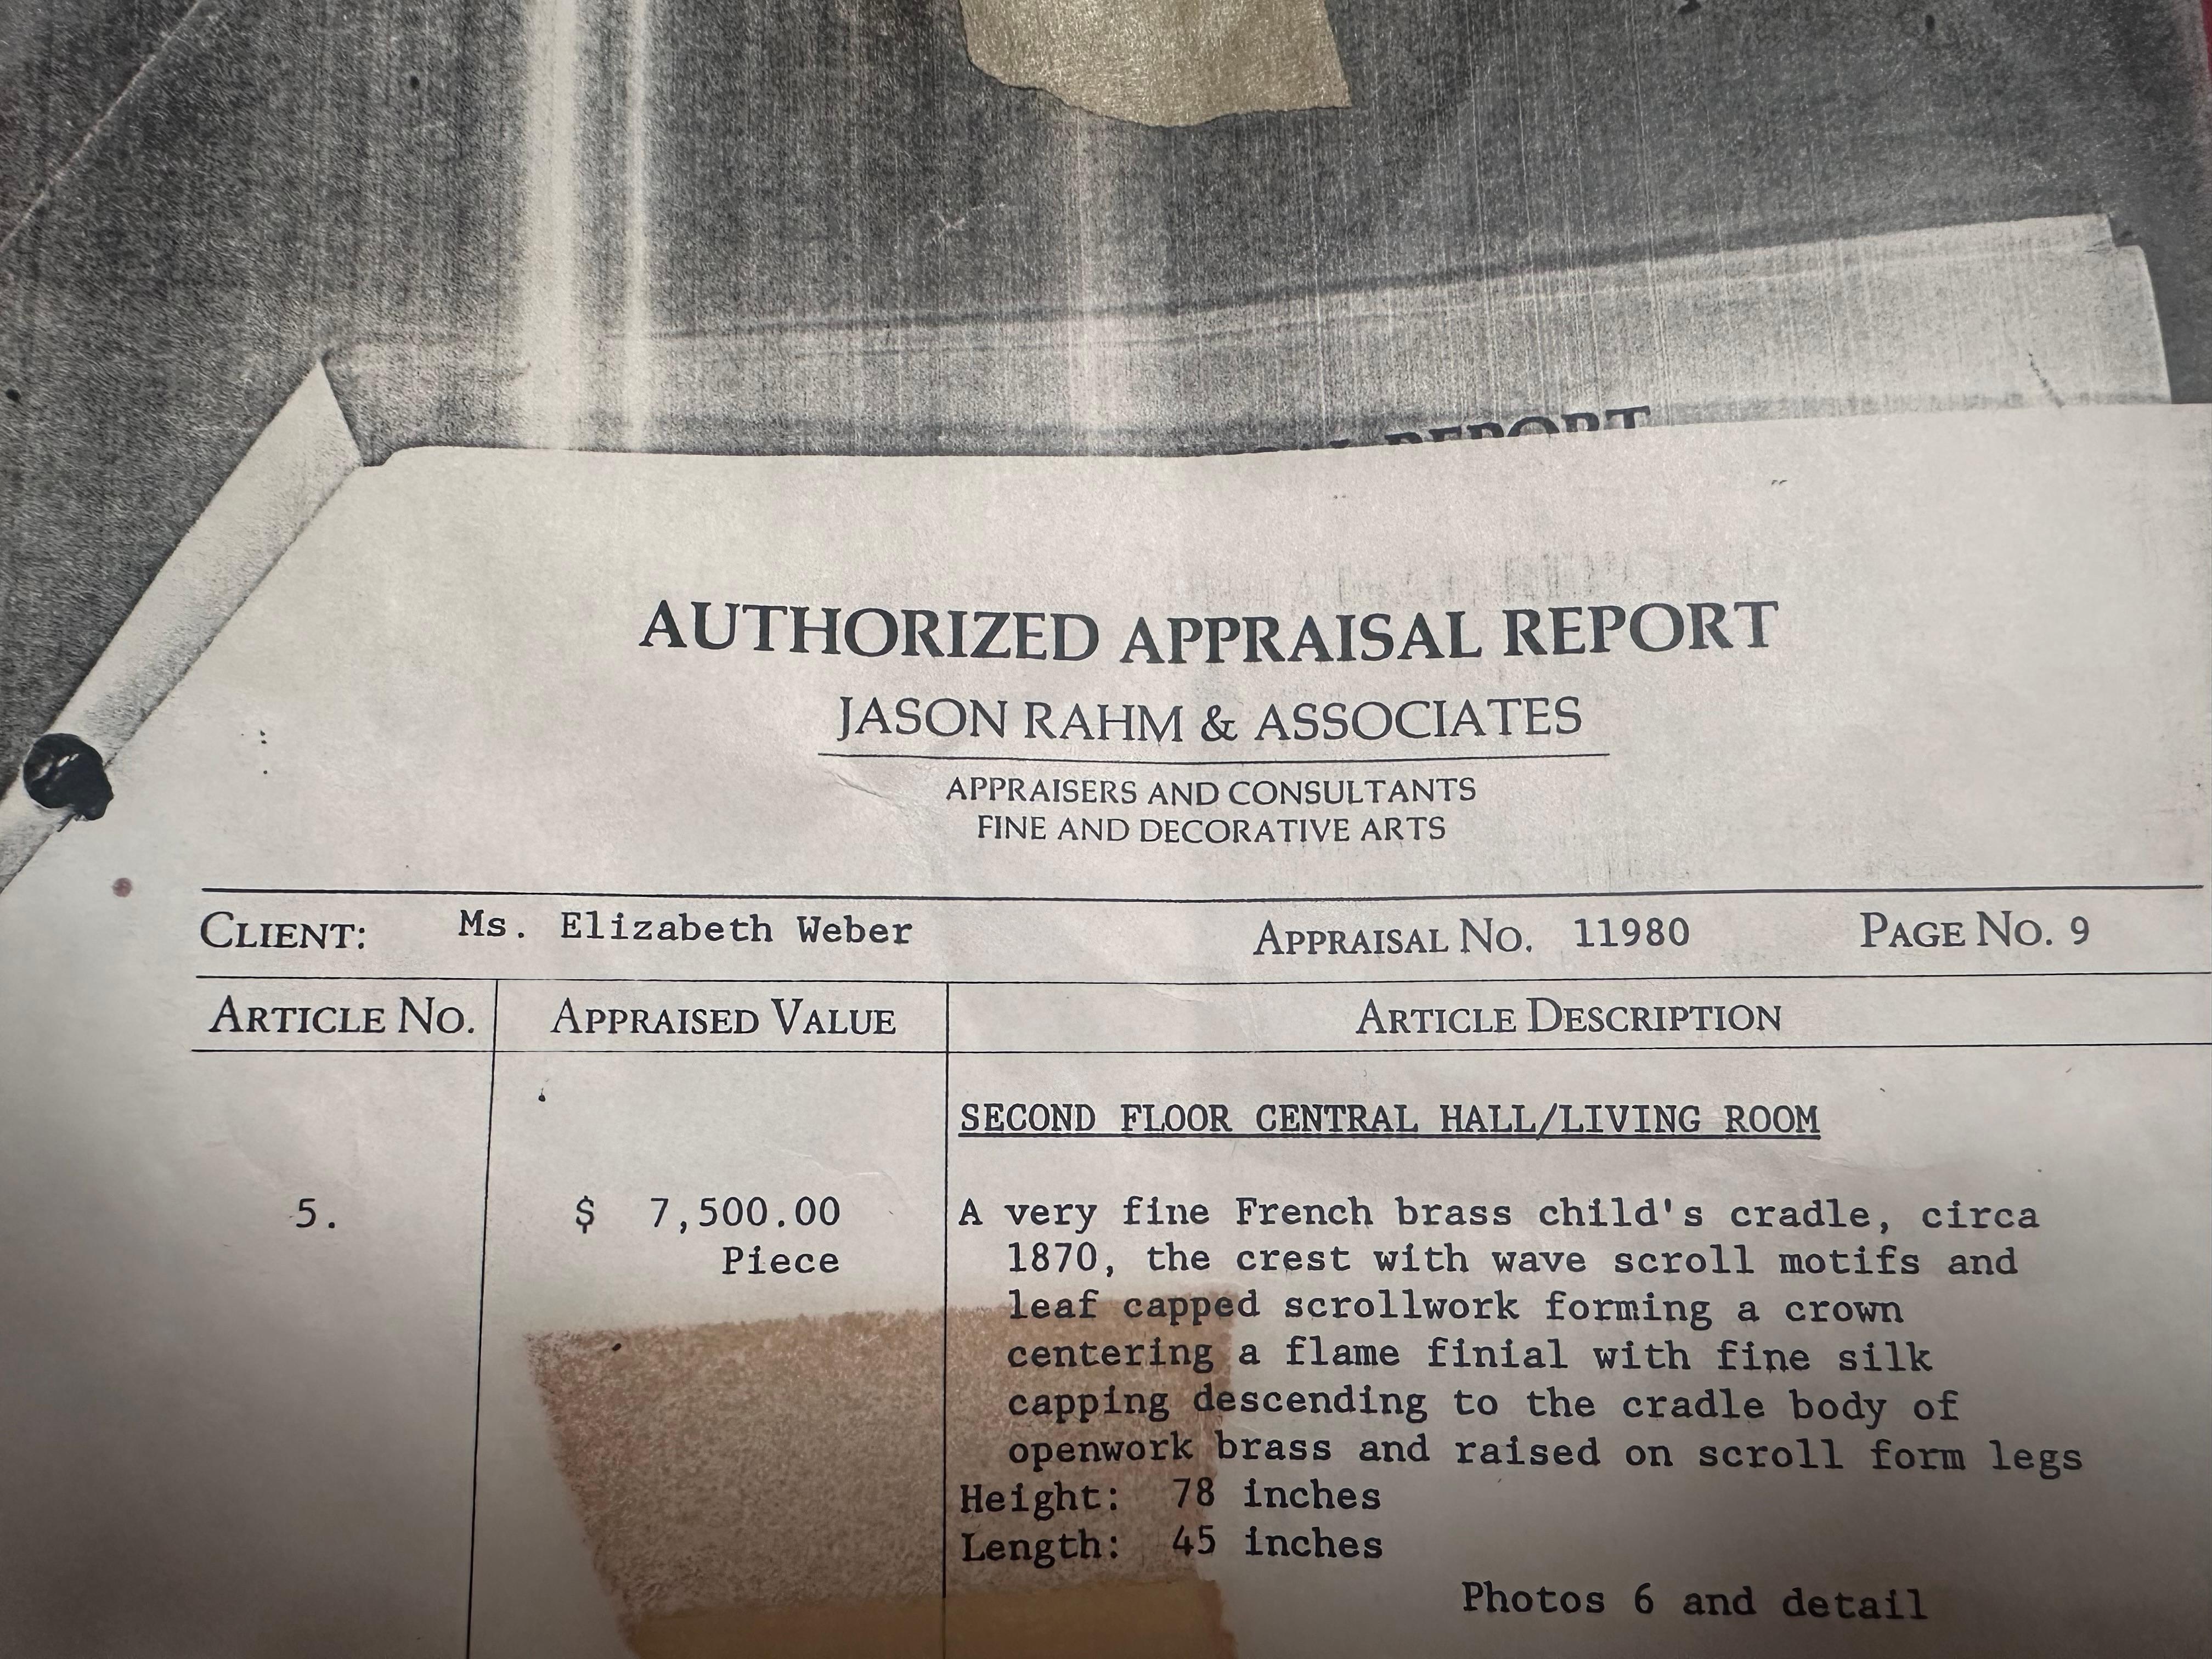 REPORT
AUTHORIZED APPRAISAL REPORT
JASON RAHM & ASSOCIATES
APPRAISERS AND CONSULTANTS
FINE AND DECORATIVE ARTS
CLIENT: Ms. Elizabeth Weber APPRAISAL NO. 11980 PAGE NO. 9
ARTICLE NO. APPRAISED VALUE ARTICLE DESCRIPTION
SECOND FLOOR CENTRAL HALL/LIVING ROOM
5. $ 7,500.00 A very fine French brass child's cradle, circa
Piece 1870, the crest with wave scroll motifs and
leaf capped scrollwork forming a crown
centering a flame finial with fine silk
capping descending to the cradle body of
openwork brass and raised on scroll form legs
Height: 78 inches
Length: 45 inches
Photos 6 and detail